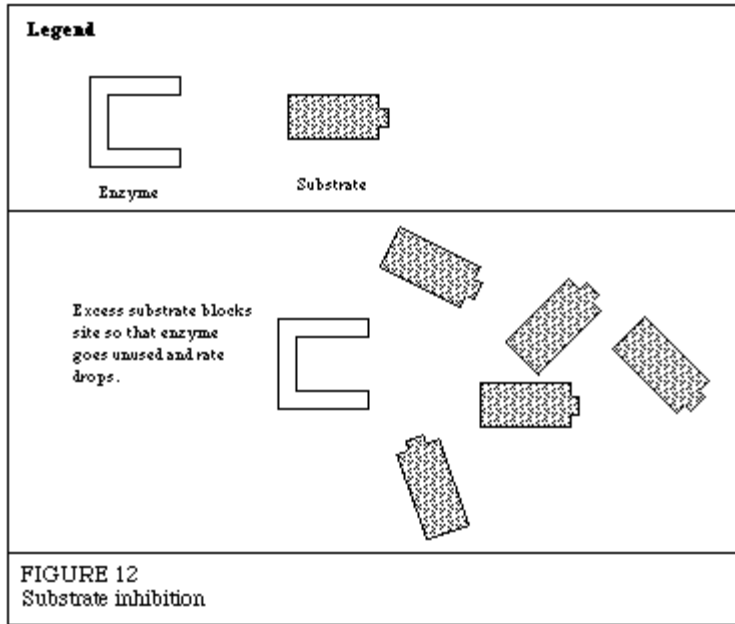 Legend
Enzyme
Substrate
Excess substrate blocks
site so that enzyme
goes unused and rate
drops.
FIGURE 12
Substrate inhibition